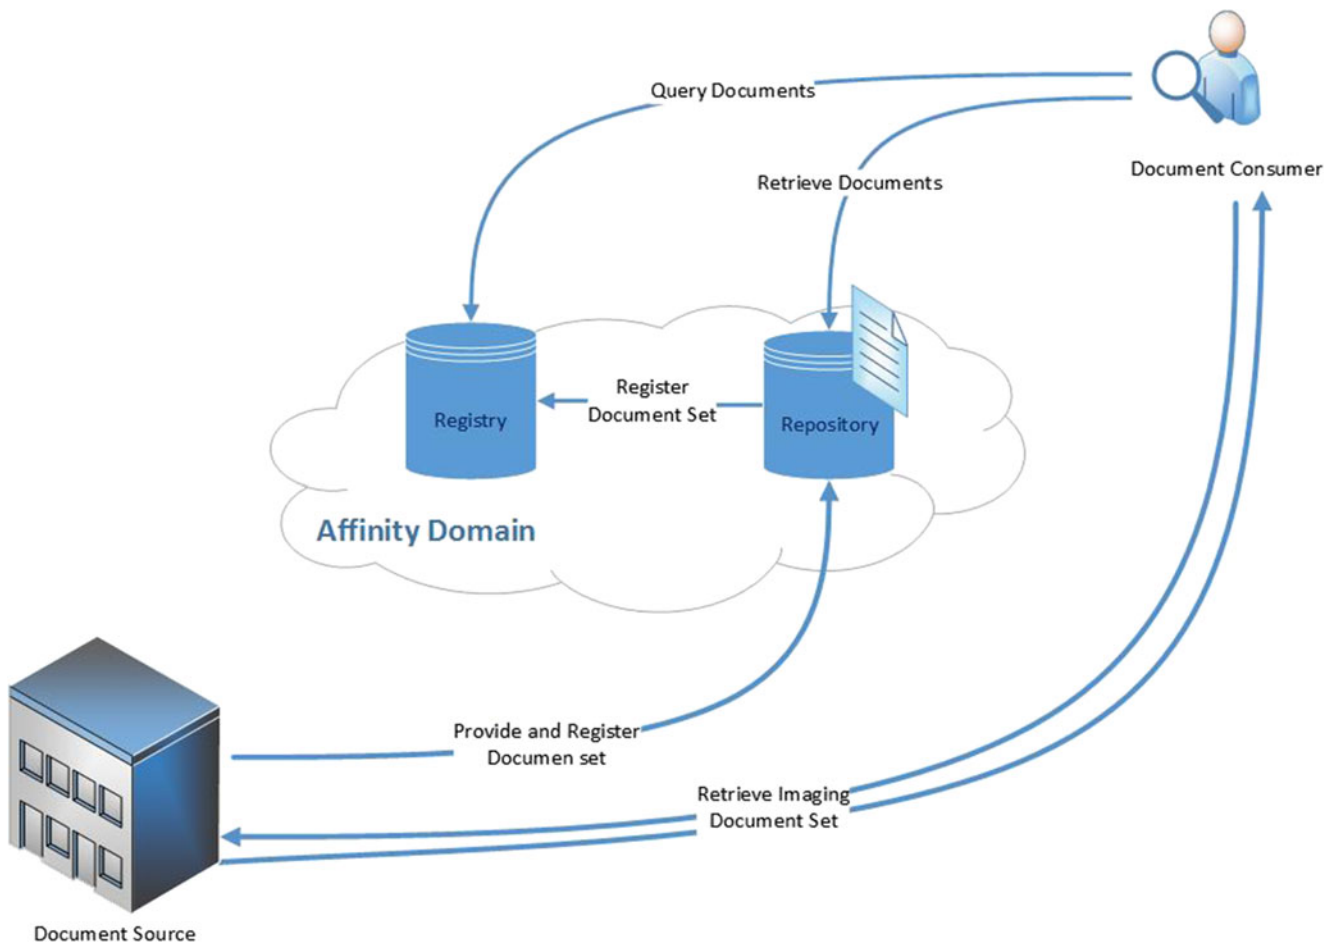 Query Documents
Retrieve Documents
Document Consumer
Register
Document Set
Registry
Repository
Affinity Domain
Provide and Register
Documen set
Retrieve Imaging
Document Set
Document Source